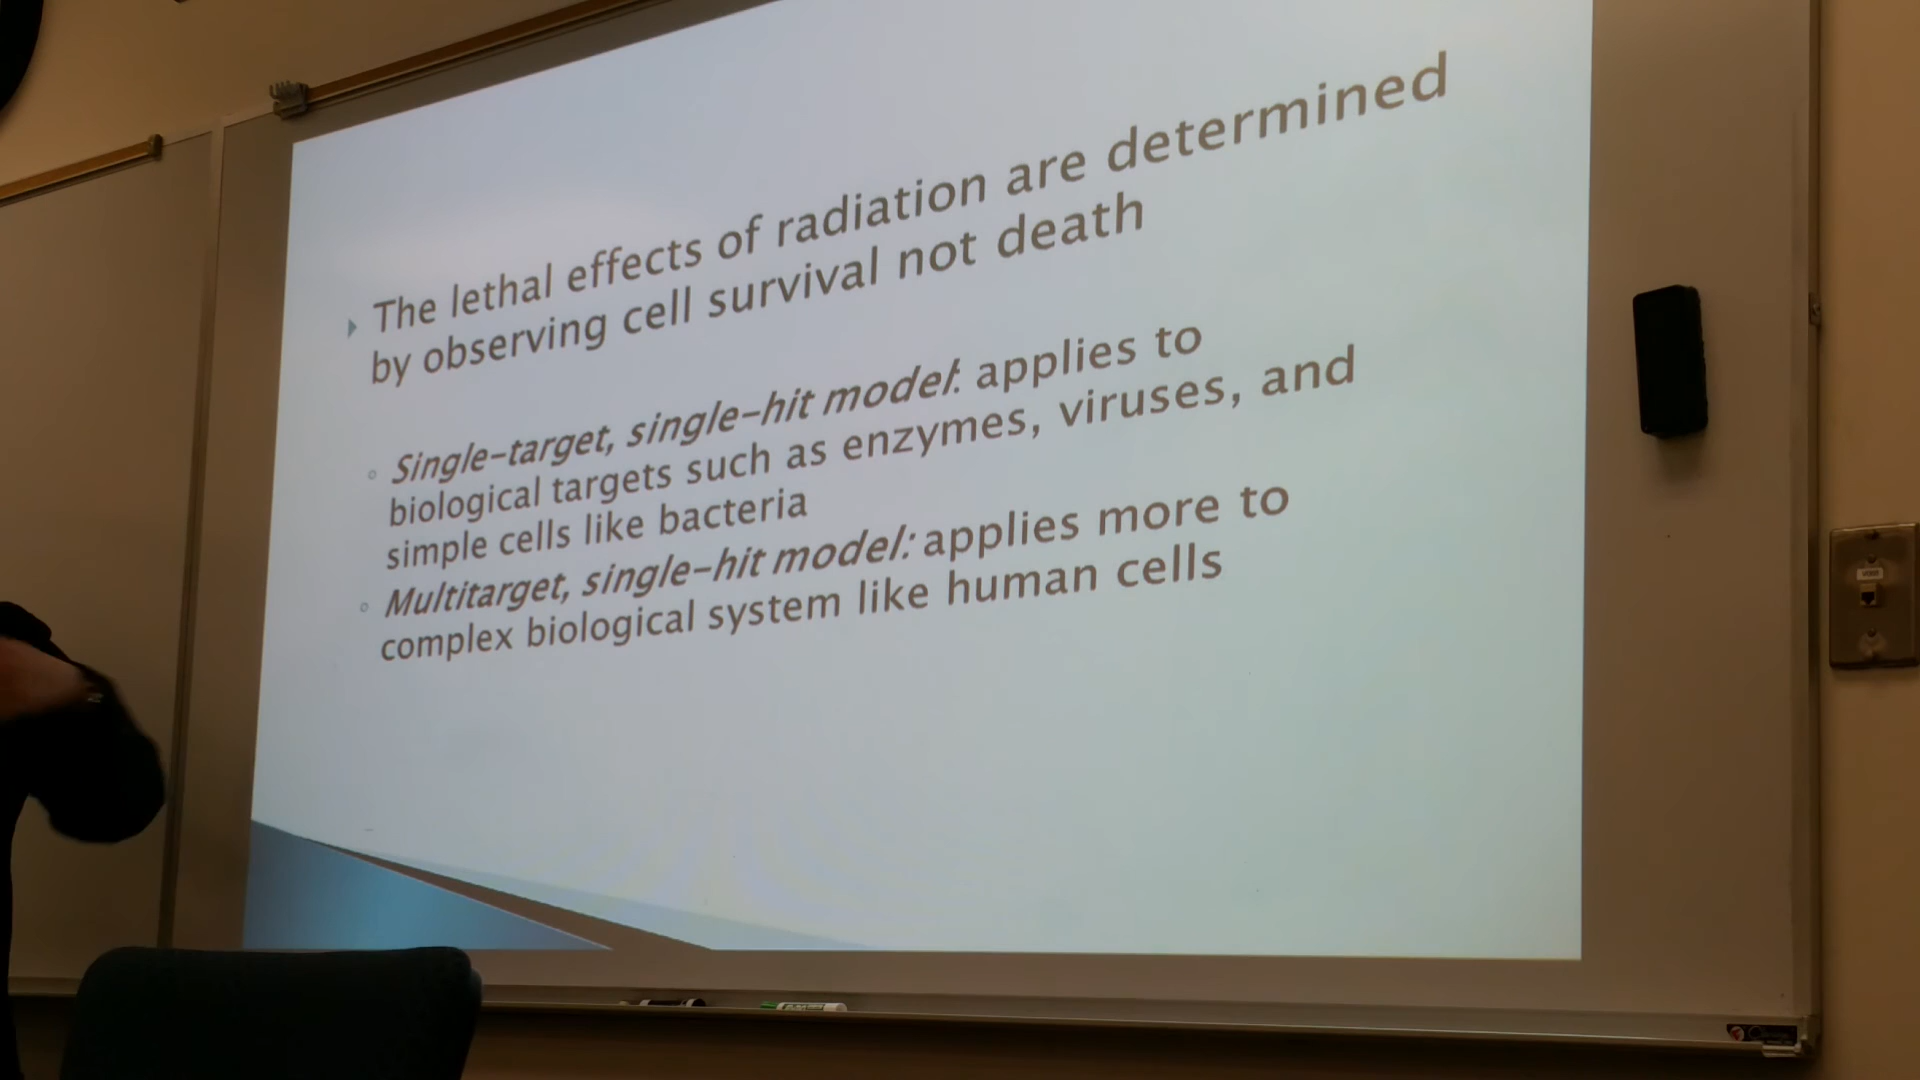 The lethal effects of radiation are determined
by observing cell survival not death
Single-target, single-hit model: applies to
biological targets such as enzymes, viruses, and
simple cells like bacteria
Multitarget, single-hit model: applies more to
complex biological system like human cells